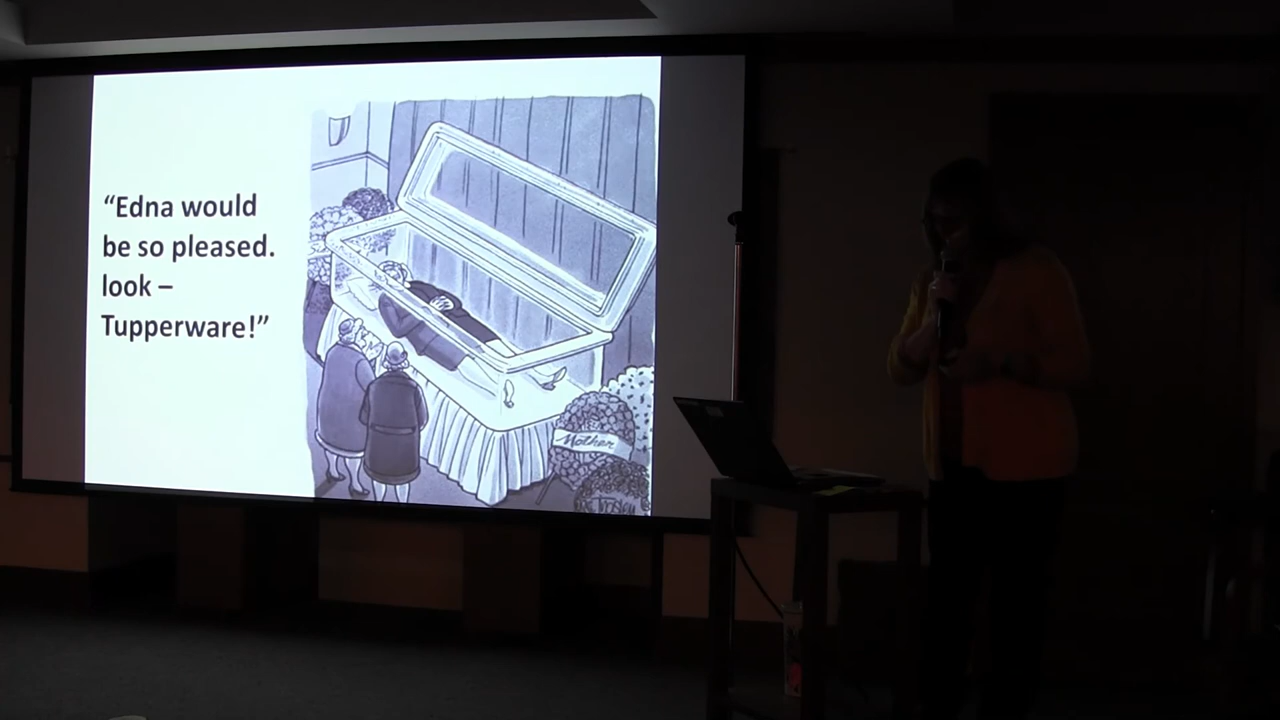 “Edna would
be so pleased.
look –
Tupperware!”
Mother